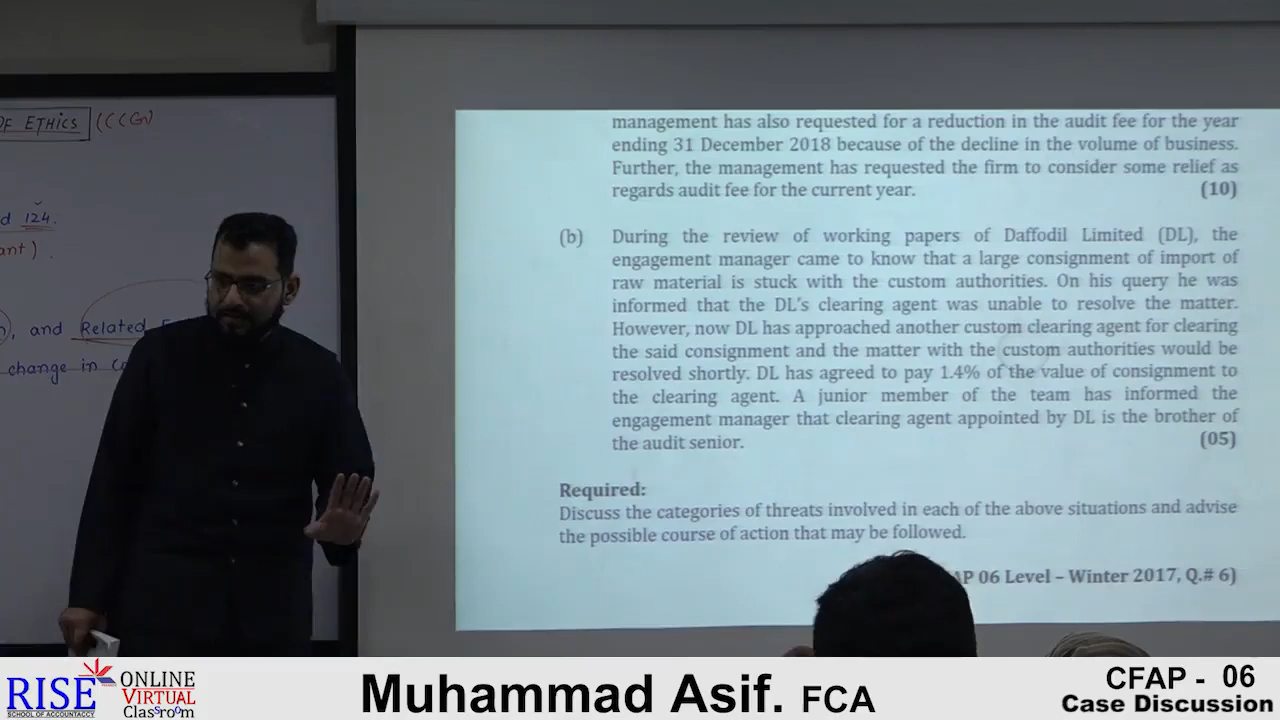 OF ETHICS (CCG)
d 124.
ant).
, and Related
change in
management has also requested for a reduction in the audit fee for the year
ending 31 December 2018 because of the decline in the volume of business.
Further, the management has requested the firm to consider some relief as
regards audit fee for the current year. (10)
(b) During the review of working papers of Daffodil Limited (DL), the
engagement manager came to know that a large consignment of import of
raw material is stuck with the custom authorities. On his query he was
informed that the DL's clearing agent was unable to resolve the matter.
However, now DL has approached another custom clearing agent for clearing
the said consignment and the matter with the custom authorities would be
resolved shortly. DL has agreed to pay 1.4% of the value of consignment to
the clearing agent. A junior member of the team has informed the
engagement manager that clearing agent appointed by DL is the brother of
the audit senior. (05)
Required:
Discuss the categories of threats involved in each of the above situations and advise
the possible course of action that may be followed.
AP 06 Level – Winter 2017, Q.# 6)
RISE
SCHOOL OF ACCOUNTANCY
ONLINE
VIRTUAL
Classroom
Muhammad Asif. FCA
CFAP - 06
Case Discussion